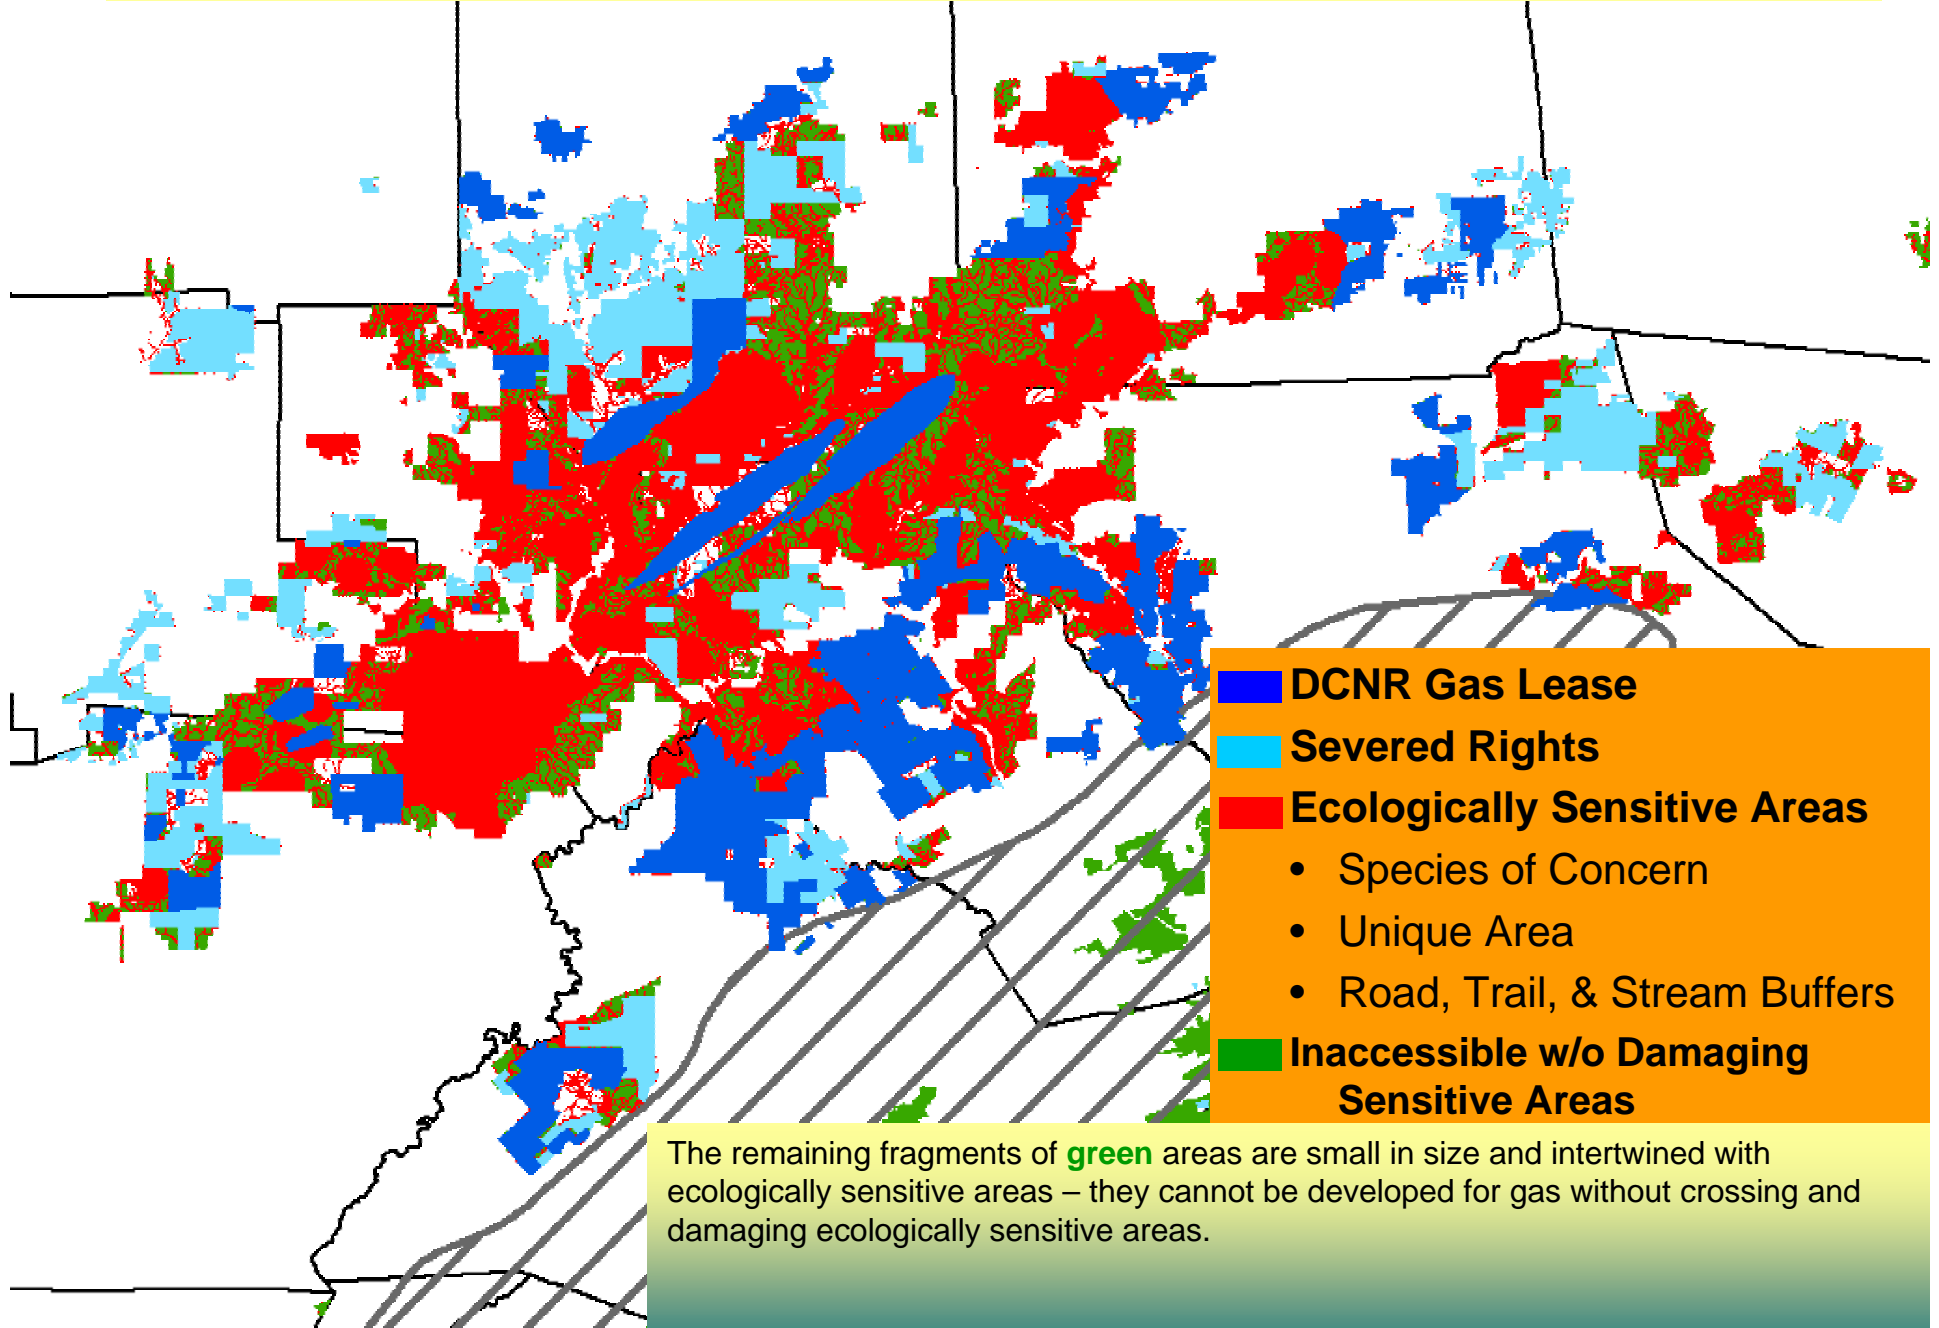 DCNR Gas Lease
Severed Rights
Ecologically Sensitive Areas
• Species of Concern
• Unique Area
• Road, Trail, & Stream Buffers
Inaccessible w/o Damaging
Sensitive Areas
The remaining fragments of green areas are small in size and intertwined with
ecologically sensitive areas – they cannot be developed for gas without crossing and
damaging ecologically sensitive areas.